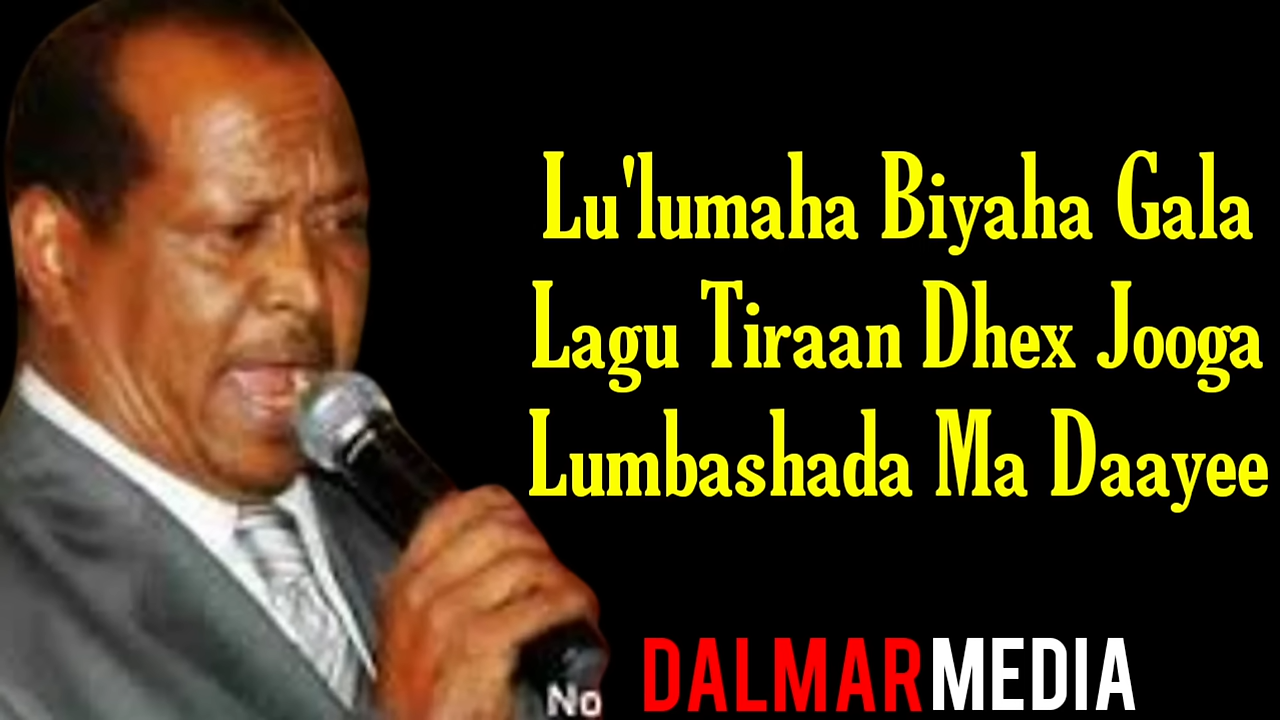 Lu'lumaha Biyaha Gala
Lagu Tiraan Dhex Jooga
Lumbashada Ma Daayee
No
DALMARMEDIA